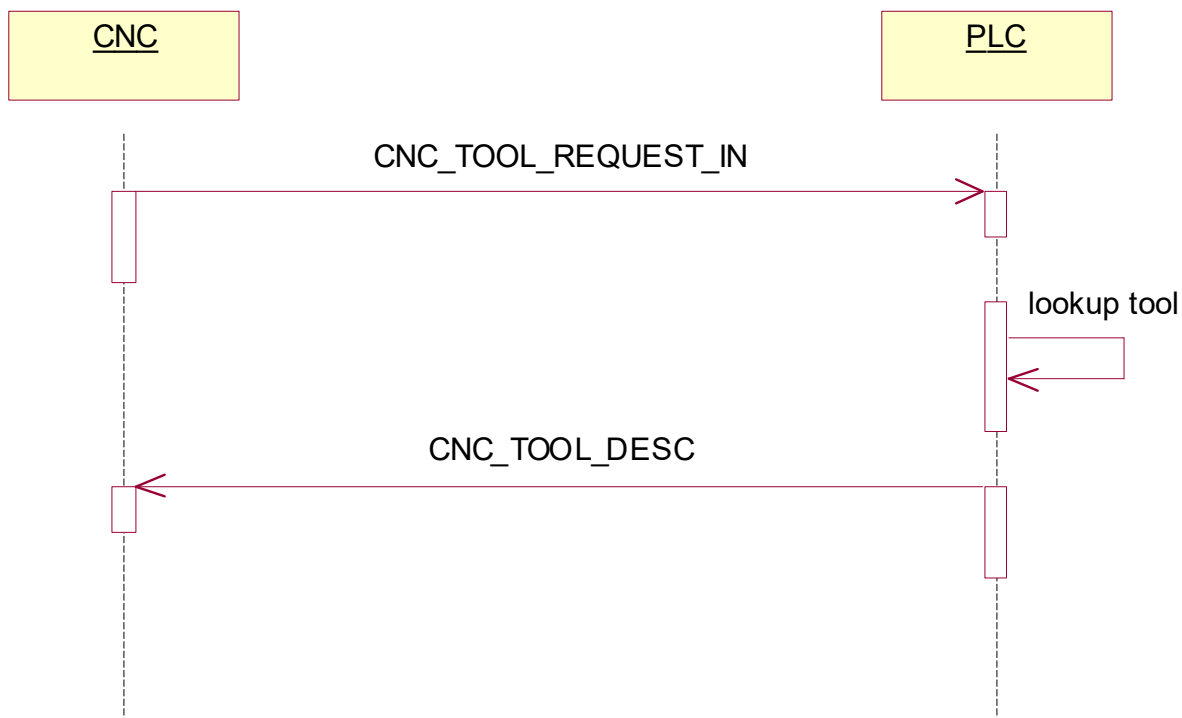 CNC
PLC
CNC_TOOL_REQUEST_IN
lookup tool
CNC_TOOL_DESC